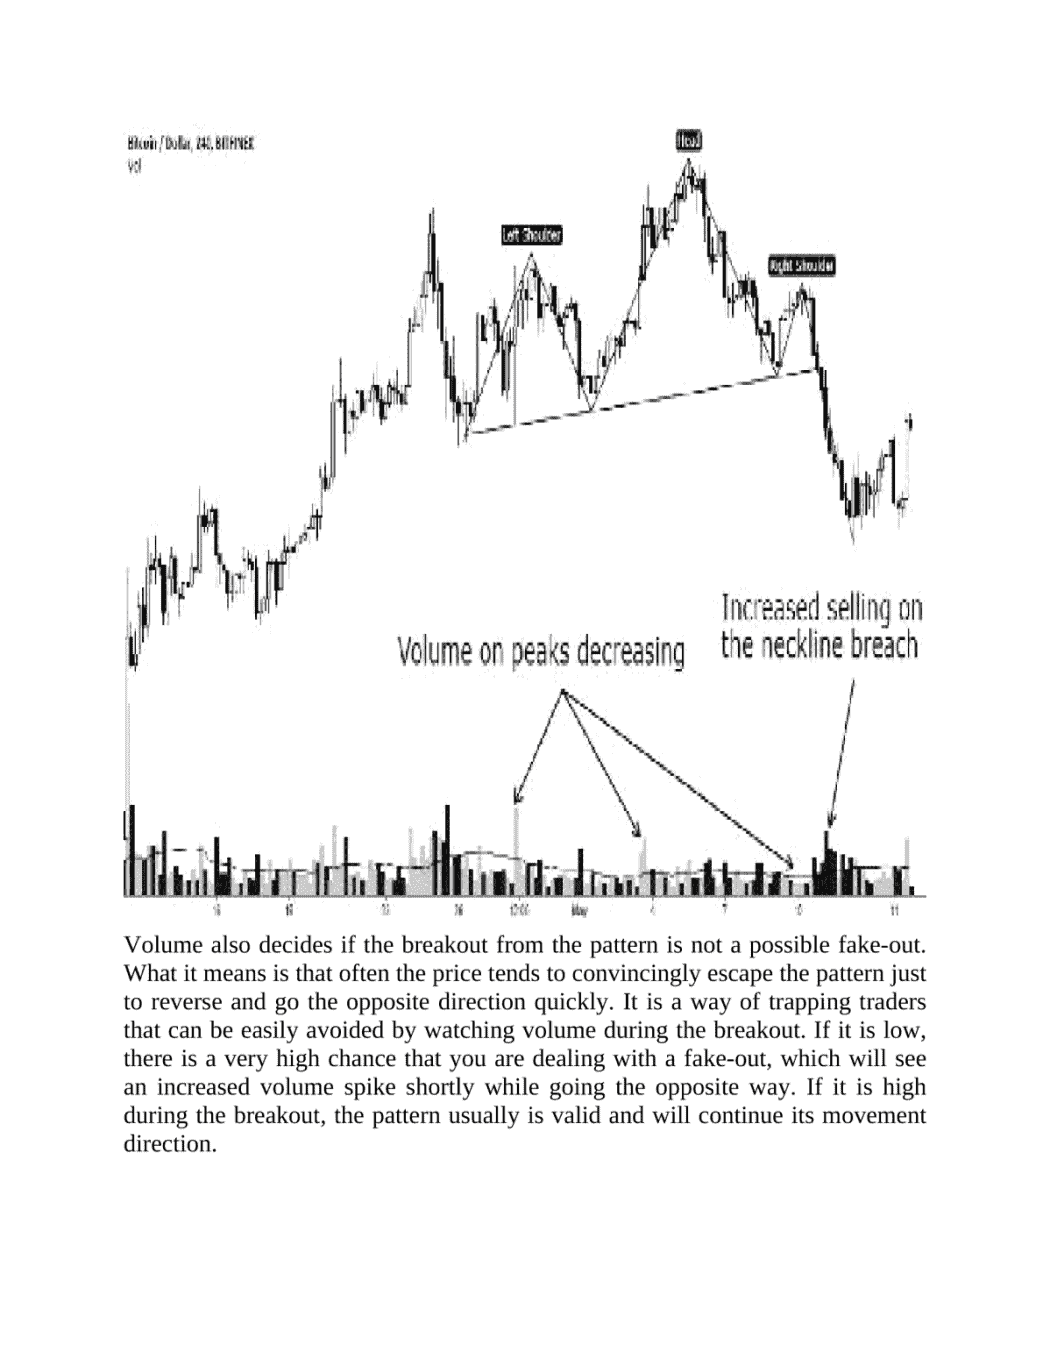 Bitcoin / Dollar, 240, BITFINEX
Vol
Head
Left Shoulder
Right Shoulder
Increased selling on
the neckline breach
Volume on peaks decreasing
12:00 May 7 11
Volume also decides if the breakout from the pattern is not a possible fake-out.
What it means is that often the price tends to convincingly escape the pattern just
to reverse and go the opposite direction quickly. It is a way of trapping traders
that can be easily avoided by watching volume during the breakout. If it is low,
there is a very high chance that you are dealing with a fake-out, which will see
an increased volume spike shortly while going the opposite way. If it is high
during the breakout, the pattern usually is valid and will continue its movement
direction.